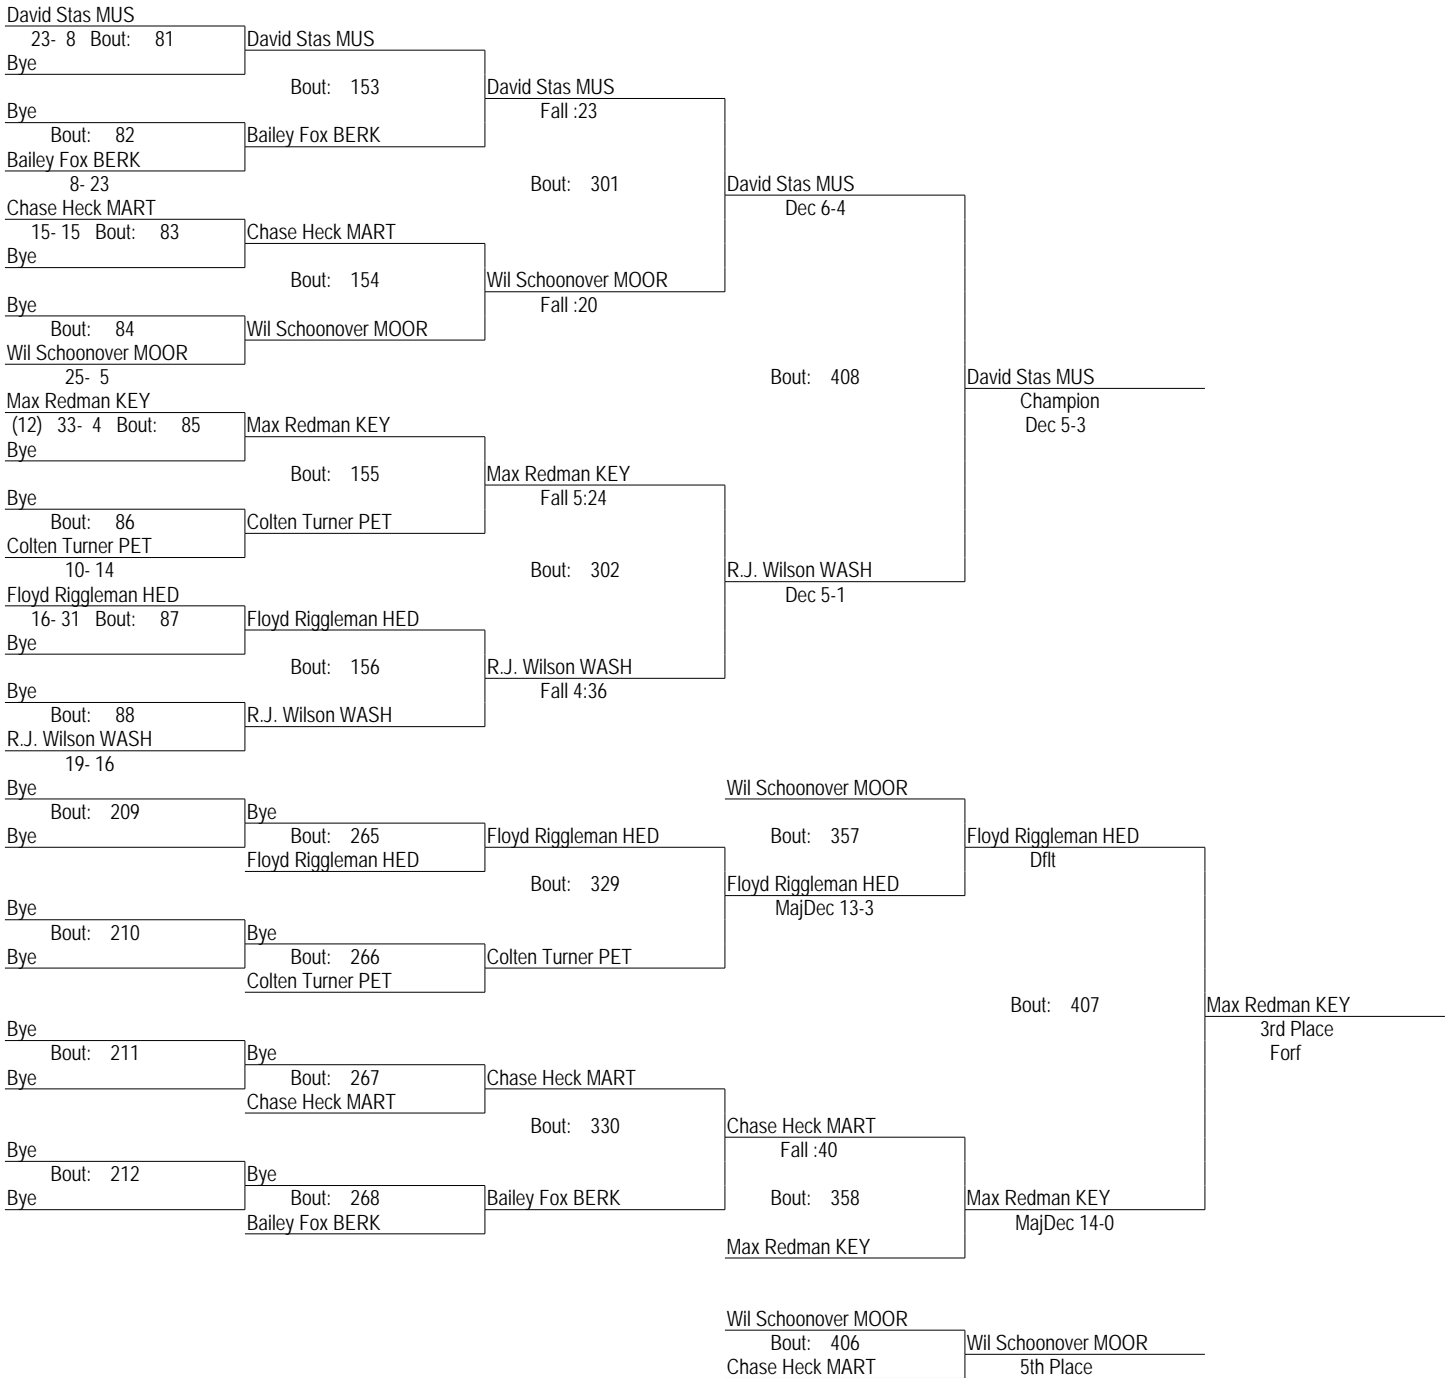 David Stas MUS
23- 8 Bout: 81 David Stas MUS
Bye
Bout: 153 David Stas MUS
Bye Fall :23
Bout: 82 Bailey Fox BERK
Bailey Fox BERK
8- 23 Bout: 301 David Stas MUS
Chase Heck MART Dec 6-4
15- 15 Bout: 83 Chase Heck MART
Bye
Bout: 154 Wil Schoonover MOOR
Bye Fall :20
Bout: 84 Wil Schoonover MOOR
Wil Schoonover MOOR
25- 5 Bout: 408 David Stas MUS
Max Redman KEY Champion
(12) 33- 4 Bout: 85 Max Redman KEY Dec 5-3
Bye
Bout: 155 Max Redman KEY
Bye Fall 5:24
Bout: 86 Colten Turner PET
Colten Turner PET
10- 14 Bout: 302 R.J. Wilson WASH
Floyd Riggleman HED Dec 5-1
16- 31 Bout: 87 Floyd Riggleman HED
Bye
Bout: 156 R.J. Wilson WASH
Bye Fall 4:36
Bout: 88 R.J. Wilson WASH
R.J. Wilson WASH
19- 16
Bye Wil Schoonover MOOR
Bout: 209 Bye
Bye Bout: 265 Floyd Riggleman HED Bout: 357 Floyd Riggleman HED
Floyd Riggleman HED Dflt
Bout: 329 Floyd Riggleman HED
Bye MajDec 13-3
Bout: 210 Bye
Bye Bout: 266 Colten Turner PET
Colten Turner PET
Bout: 407 Max Redman KEY
Bye 3rd Place
Bout: 211 Bye Forf
Bye Bout: 267 Chase Heck MART
Chase Heck MART
Bout: 330 Chase Heck MART
Bye Fall :40
Bout: 212 Bye
Bye Bout: 268 Bailey Fox BERK Bout: 358 Max Redman KEY
Bailey Fox BERK MajDec 14-0
Max Redman KEY
Wil Schoonover MOOR
Bout: 406 Wil Schoonover MOOR
Chase Heck MART 5th Place